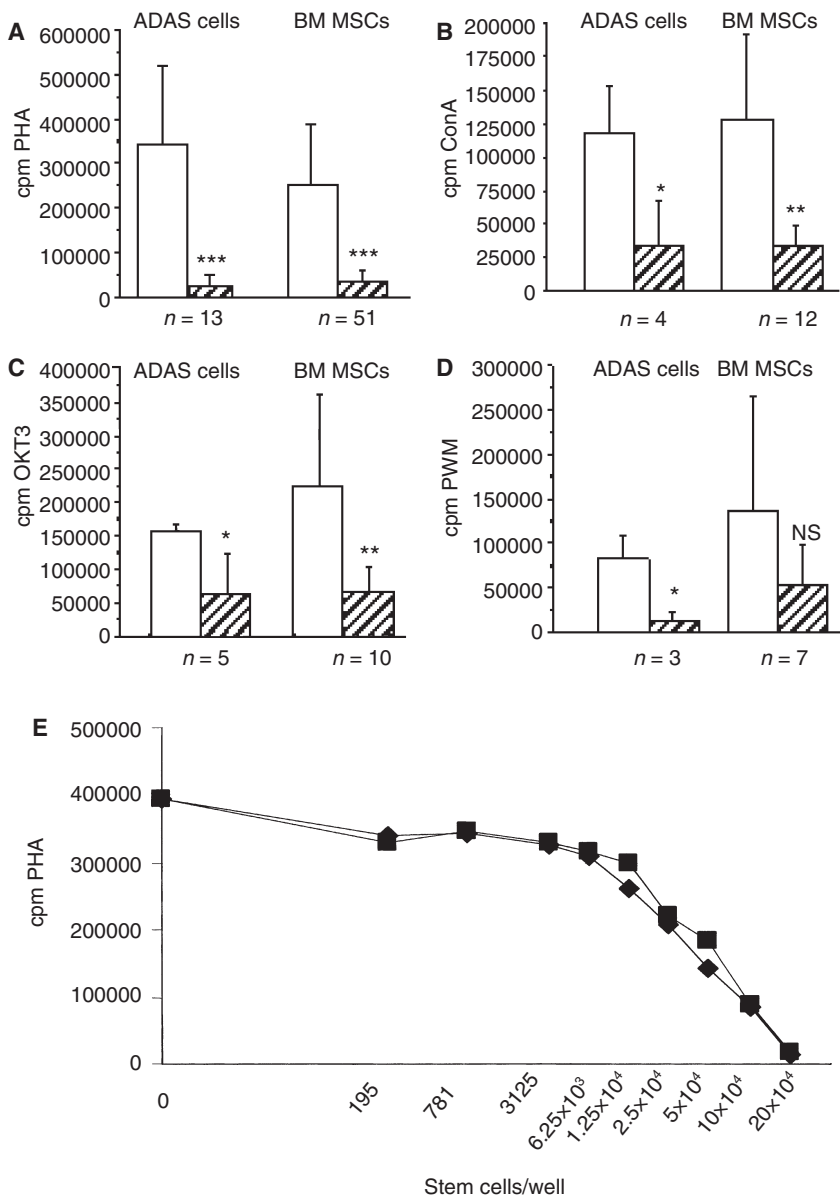 A
ADAS cells BM MSCs
cpm PHA
600000
500000
400000
300000
200000
100000
0
*** ***
n = 13 n = 51
B
ADAS cells BM MSCs
cpm ConA
200000
175000
150000
125000
100000
75000
50000
25000
0
* **
n = 4 n = 12
C
ADAS cells BM MSCs
cpm OKT3
400000
350000
300000
250000
200000
150000
100000
50000
0
* **
n = 5 n = 10
D
ADAS cells BM MSCs
cpm PWM
300000
250000
200000
150000
100000
50000
0
* NS
n = 3 n = 7
E
cpm PHA
500000
400000
300000
200000
100000
0
0 195 781 3125 6.25×10³ 1.25×10⁴ 2.5×10⁴ 5×10⁴ 10×10⁴ 20×10⁴
Stem cells/well